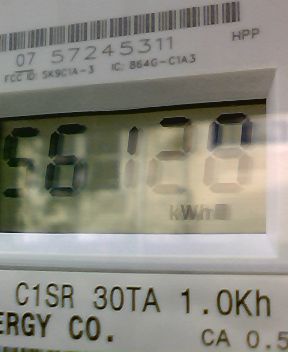 07 57245311
HPP
FCC ID: SK9C1A-3 IC: 864G-C1A3
56128
kWh
C1SR 30TA 1.0Kh
ERGY CO.
CA 0.5